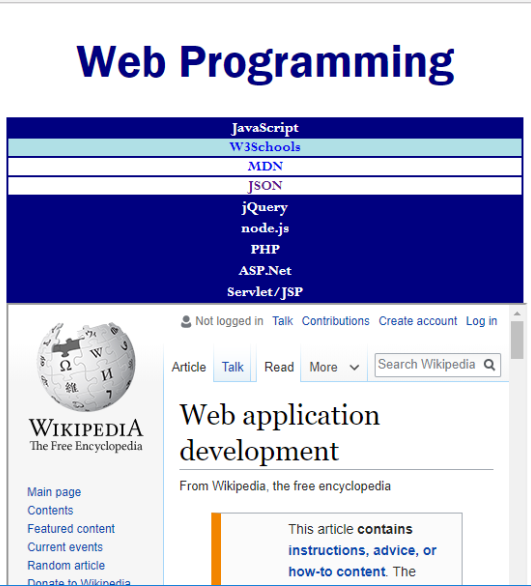 Web Programming
JavaScript
W3Schools
MDN
JSON
jQuery
node.js
PHP
ASP.Net
Servlet/JSP
Not logged in Talk Contributions Create account Log in
Article Talk Read More Search Wikipedia
Ω W И 維 7
WIKIPEDIA
The Free Encyclopedia
Main page
Contents
Featured content
Current events
Random article
Donate to Wikipedia
Web application
development
From Wikipedia, the free encyclopedia
This article contains
instructions, advice, or
how-to content. The